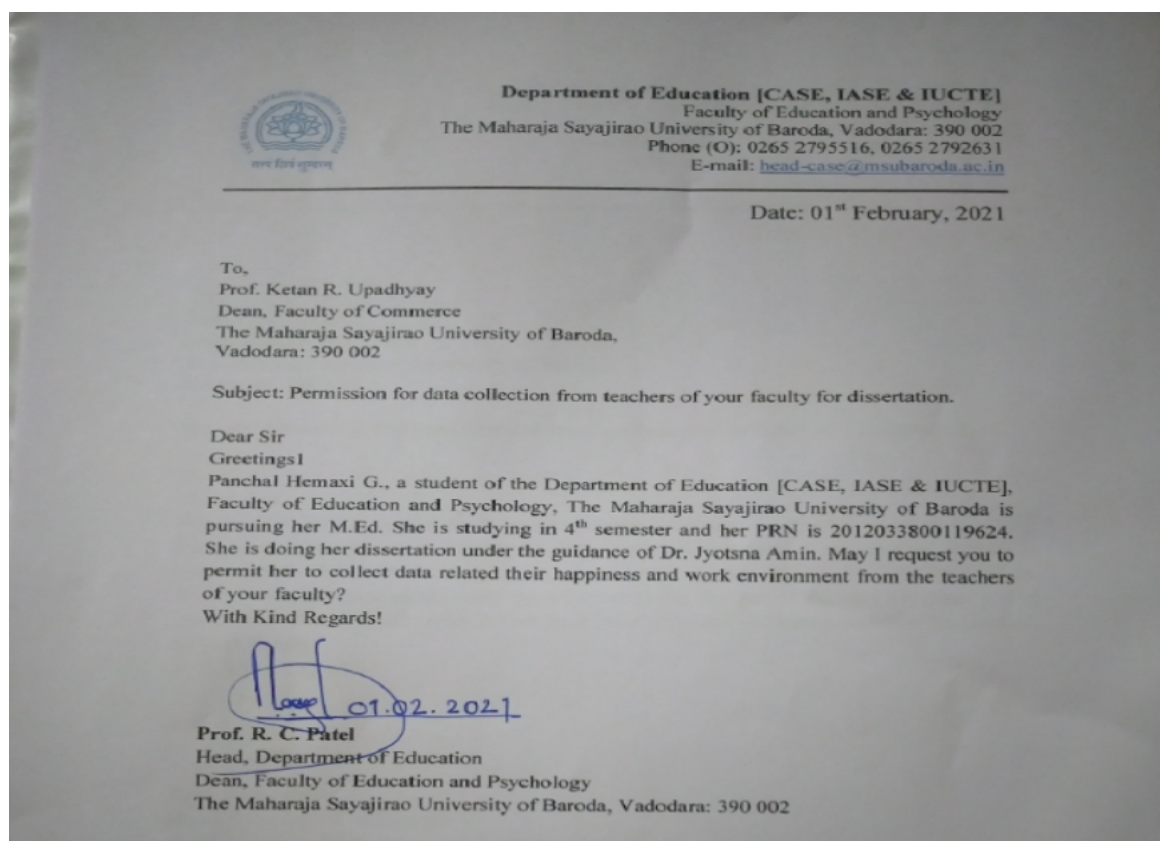 Department of Education [CASE, IASE & IUCTE]
Faculty of Education and Psychology
The Maharaja Sayajirao University of Baroda, Vadodara: 390 002
Phone (O): 0265 2795516, 0265 2792631
E-mail: head-case@msubaroda.ac.in
सत्यं शिवं सुन्दरम्
Date: 01st February, 2021
To,
Prof. Ketan R. Upadhyay
Dean, Faculty of Commerce
The Maharaja Sayajirao University of Baroda,
Vadodara: 390 002
Subject: Permission for data collection from teachers of your faculty for dissertation.
Dear Sir
Greetings1
Panchal Hemaxi G., a student of the Department of Education [CASE, IASE & IUCTE],
Faculty of Education and Psychology, The Maharaja Sayajirao University of Baroda is
pursuing her M.Ed. She is studying in 4th semester and her PRN is 2012033800119624.
She is doing her dissertation under the guidance of Dr. Jyotsna Amin. May I request you to
permit her to collect data related their happiness and work environment from the teachers
of your faculty?
With Kind Regards!
01.02.2021
Prof. R. C. Patel
Head, Department of Education
Dean, Faculty of Education and Psychology
The Maharaja Sayajirao University of Baroda, Vadodara: 390 002